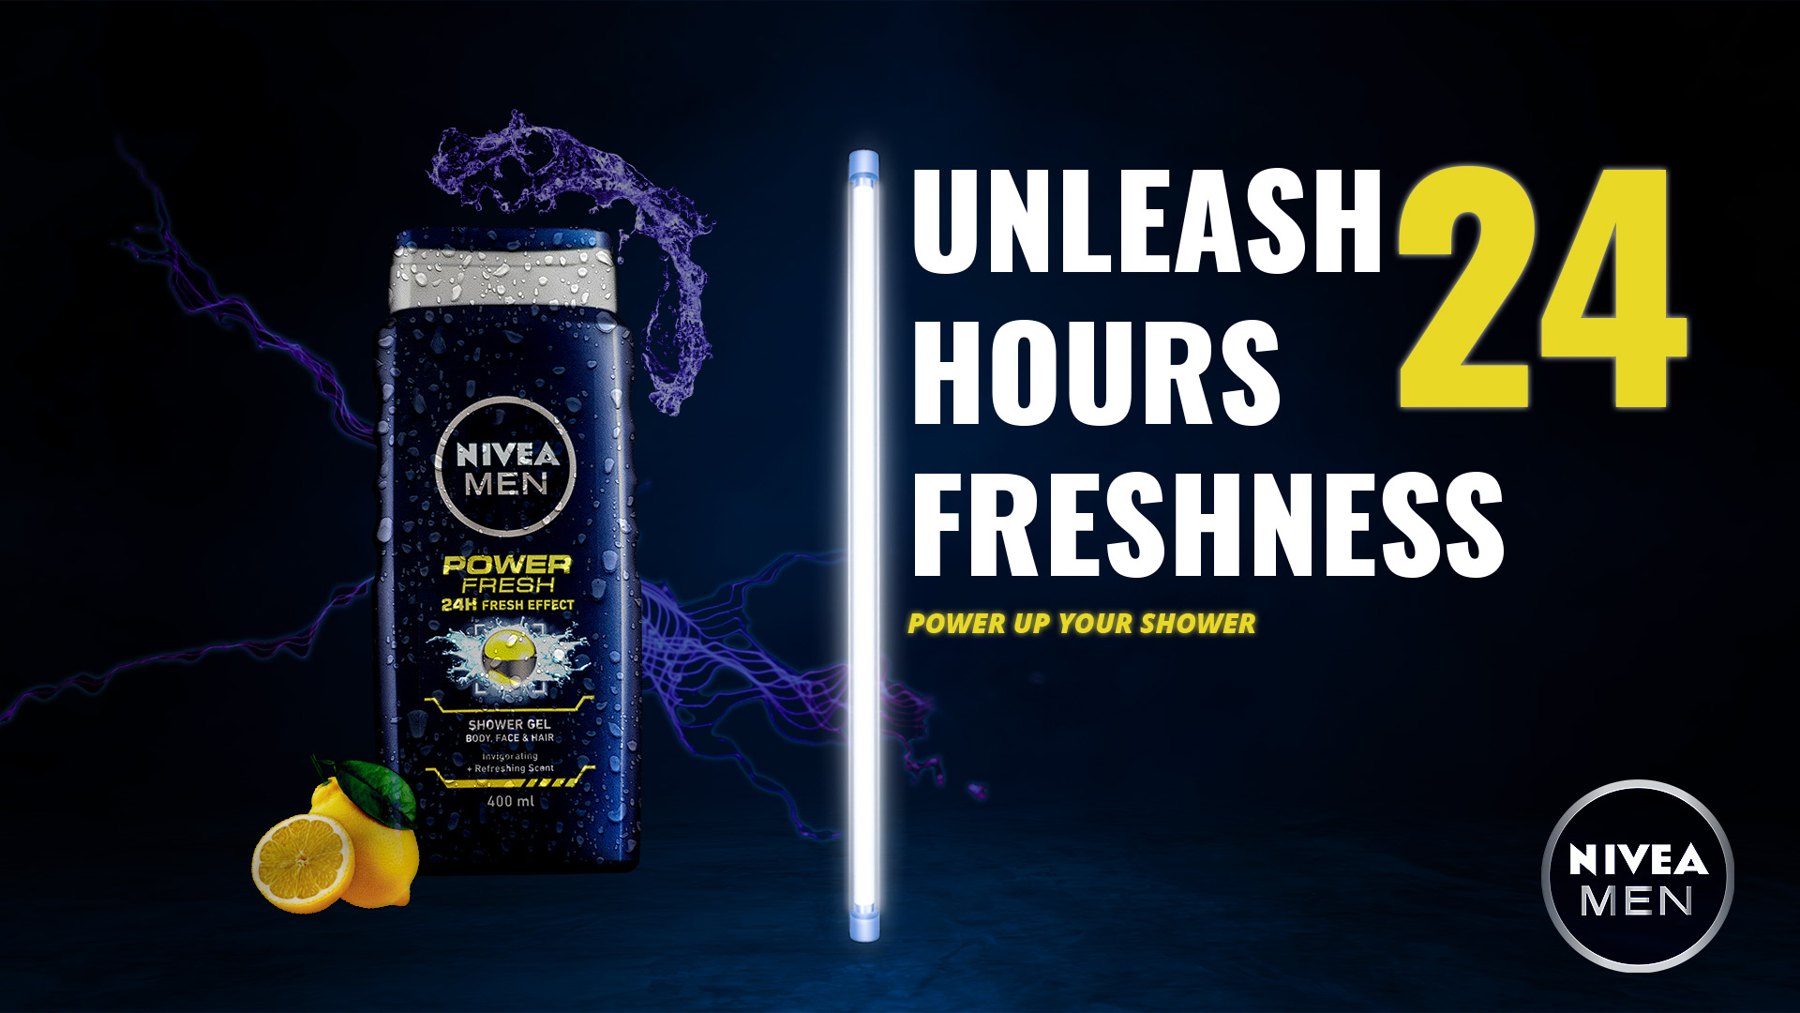 UNLEASH 24
HOURS
FRESHNESS
POWER UP YOUR SHOWER
NIVEA
MEN
POWER
FRESH
24H FRESH EFFECT
SHOWER GEL
BODY, FACE & HAIR
Invigorating
+ Refreshing Scent
400 ml
NIVEA
MEN